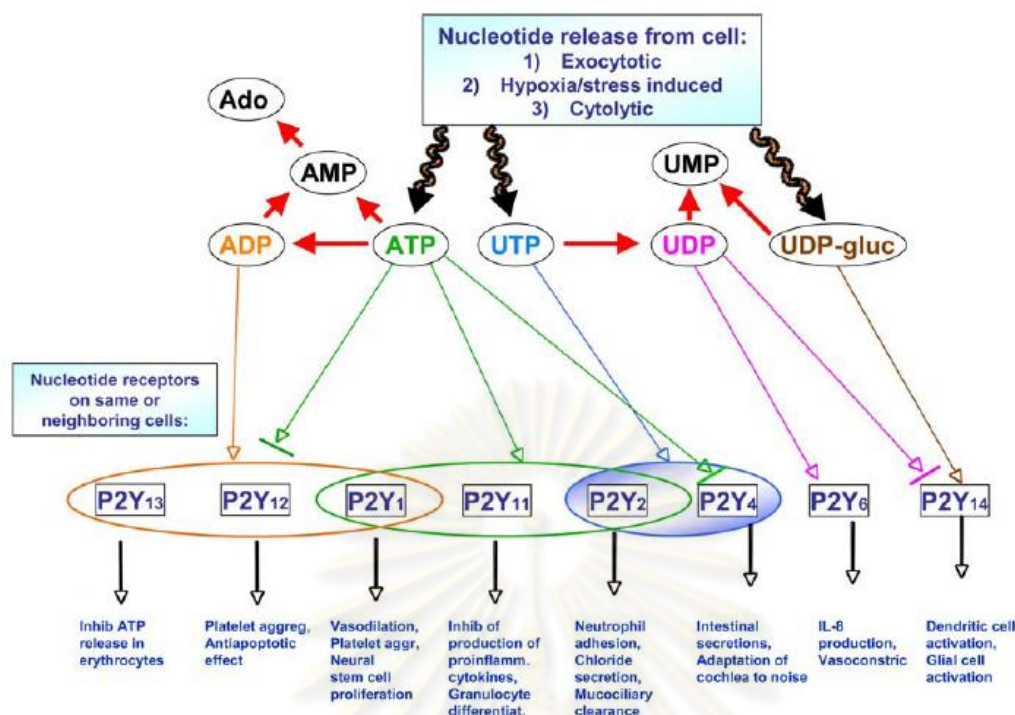 Nucleotide release from cell:
1) Exocytotic
2) Hypoxia/stress induced
3) Cytolytic
Ado
AMP
UMP
ADP
ATP
UTP
UDP
UDP-gluc
Nucleotide receptors
on same or
neighboring cells:
P2Y13
P2Y12
P2Y1
P2Y11
P2Y2
P2Y4
P2Y6
P2Y14
Inhib ATP
release in
erythrocytes
Platelet aggreg,
Antiapoptotic
effect
Vasodilation,
Platelet aggr,
Neural
stem cell
proliferation
Inhib of
production of
proinflamm.
cytokines,
Granulocyte
differentiat.
Neutrophil
adhesion,
Chloride
secretion,
Mucociliary
clearance
Intestinal
secretions,
Adaptation of
cochlea to noise
IL-8
production,
Vasoconstric
Dendritic cell
activation,
Glial cell
activation